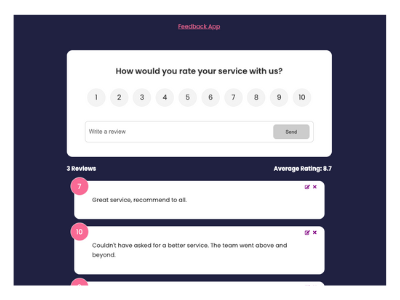 Feedback App
How would you rate your service with us?
1 2 3 4 5 6 7 8 9 10
Write a review
Send
3 Reviews
Average Rating: 8.7
7
Great service, recommend to all.
10
Couldn't have asked for a better service. The team went above and
beyond.